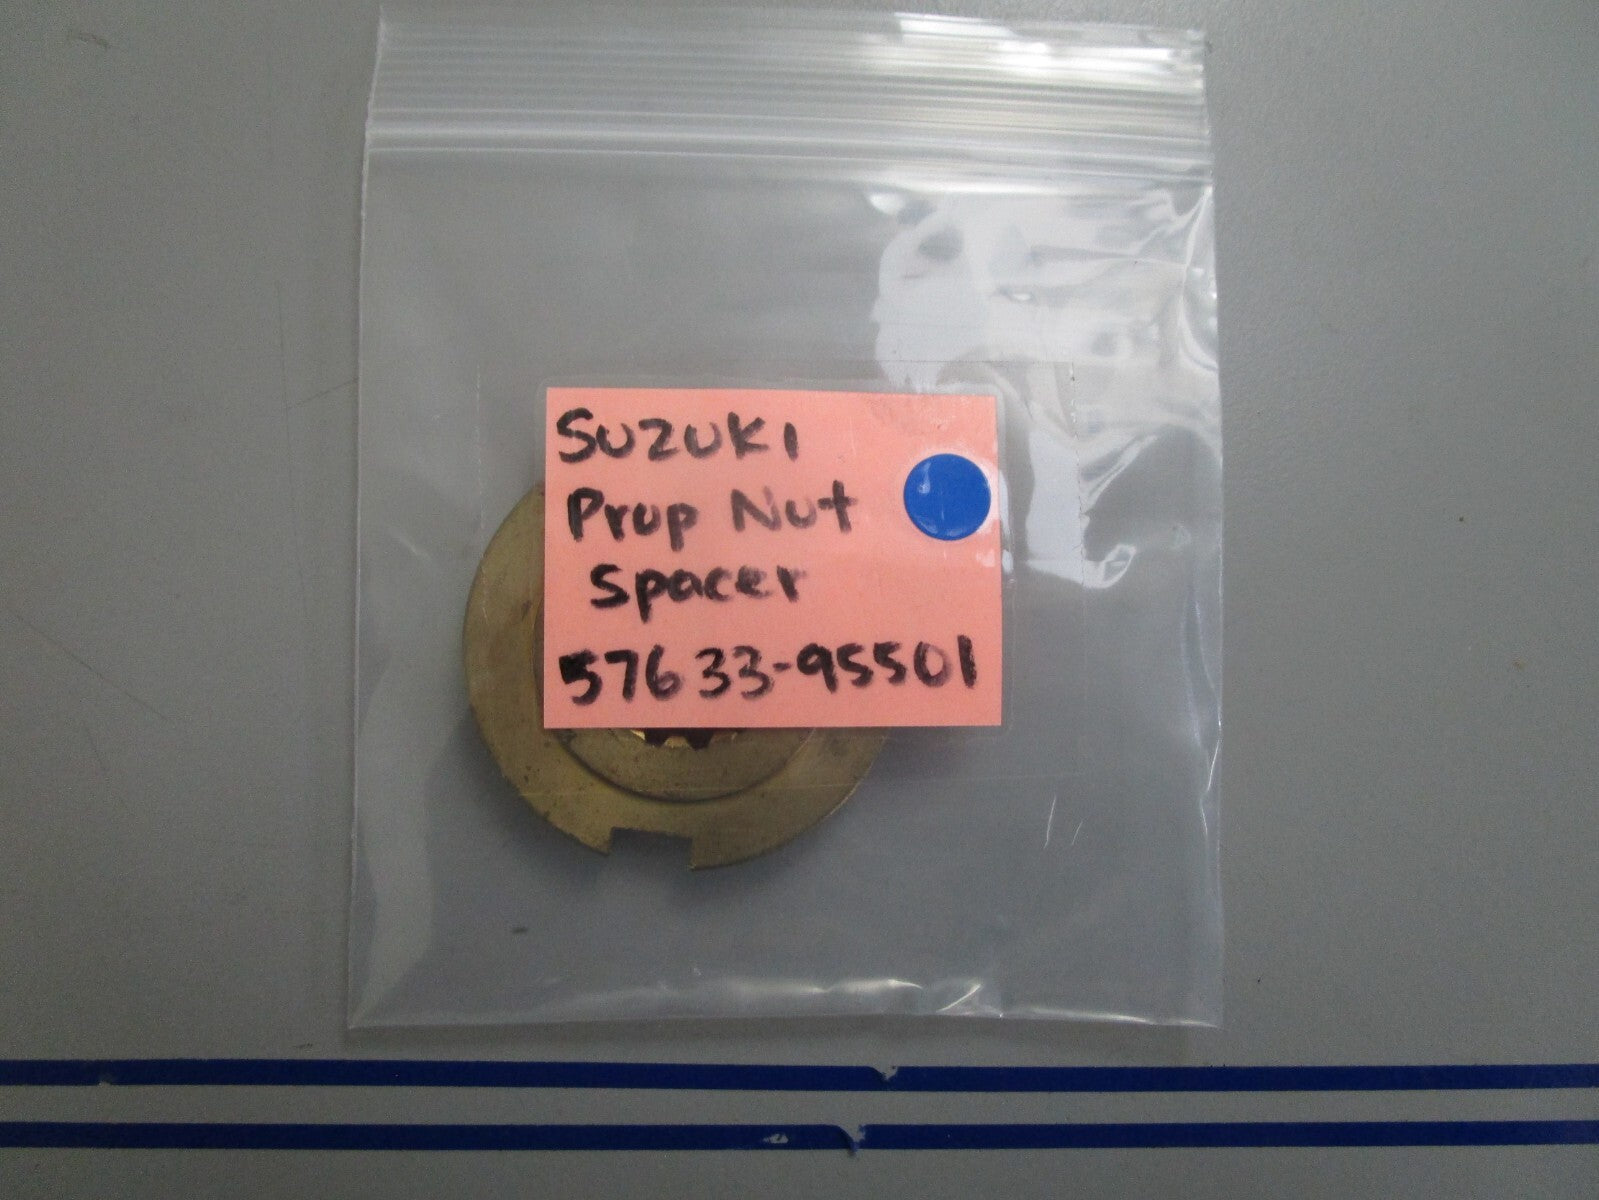 SUZUKI
Prop Nut
Spacer
57633-95501